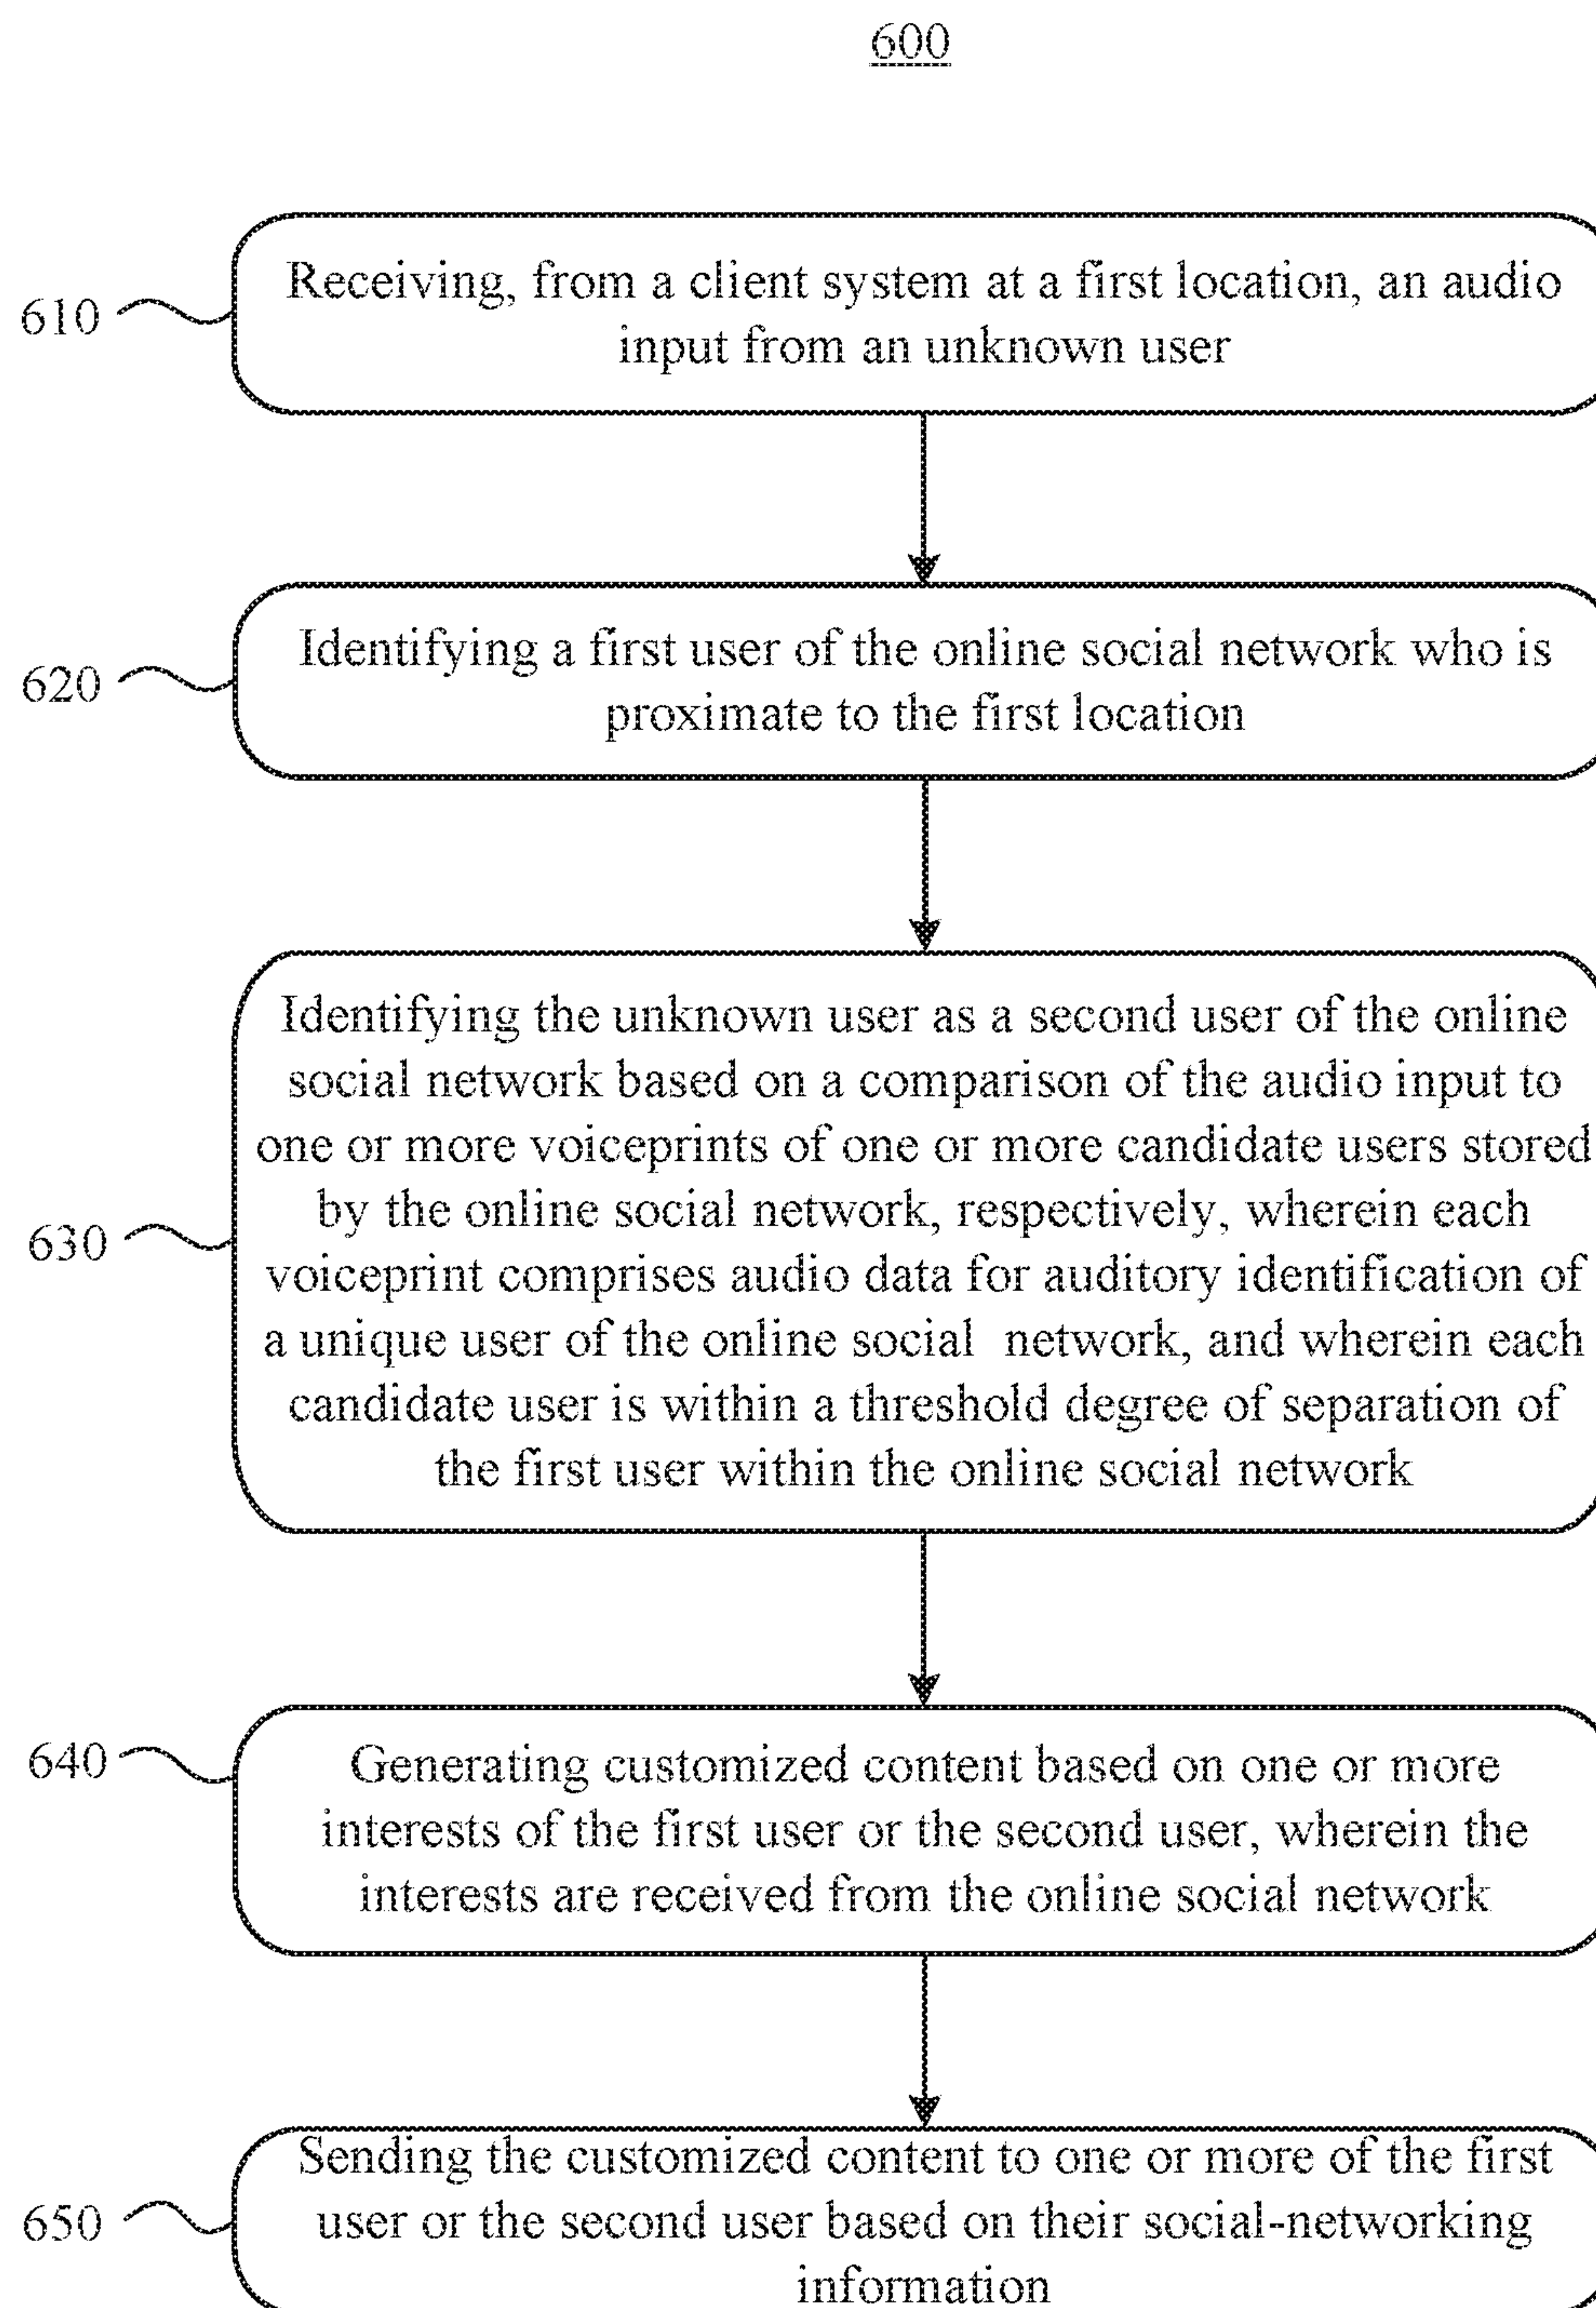 600
610
Receiving, from a client system at a first location, an audio
input from an unknown user
620
Identifying a first user of the online social network who is
proximate to the first location
630
Identifying the unknown user as a second user of the online
social network based on a comparison of the audio input to
one or more voiceprints of one or more candidate users stored
by the online social network, respectively, wherein each
voiceprint comprises audio data for auditory identification of
a unique user of the online social network, and wherein each
candidate user is within a threshold degree of separation of
the first user within the online social network
640
Generating customized content based on one or more
interests of the first user or the second user, wherein the
interests are received from the online social network
650
Sending the customized content to one or more of the first
user or the second user based on their social-networking
information